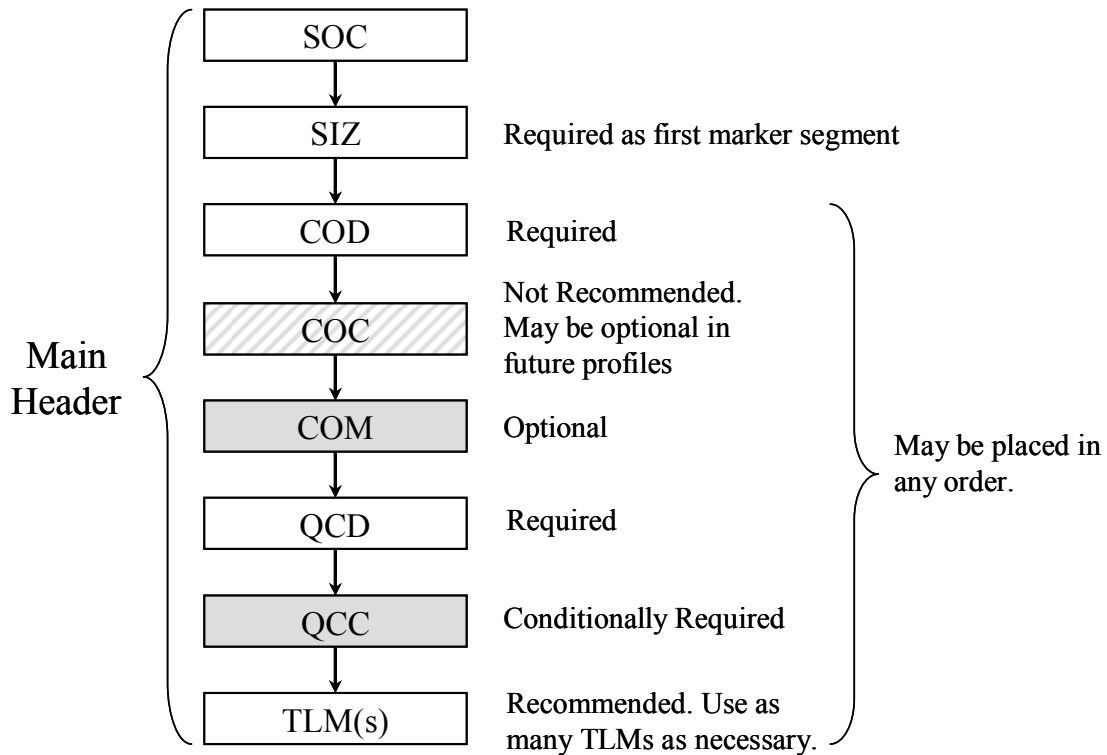 SOC
SIZ
Required as first marker segment
COD
Required
COC
Not Recommended.
May be optional in
future profiles
Main
Header
COM
Optional
May be placed in
any order.
QCD
Required
QCC
Conditionally Required
TLM(s)
Recommended. Use as
many TLMs as necessary.